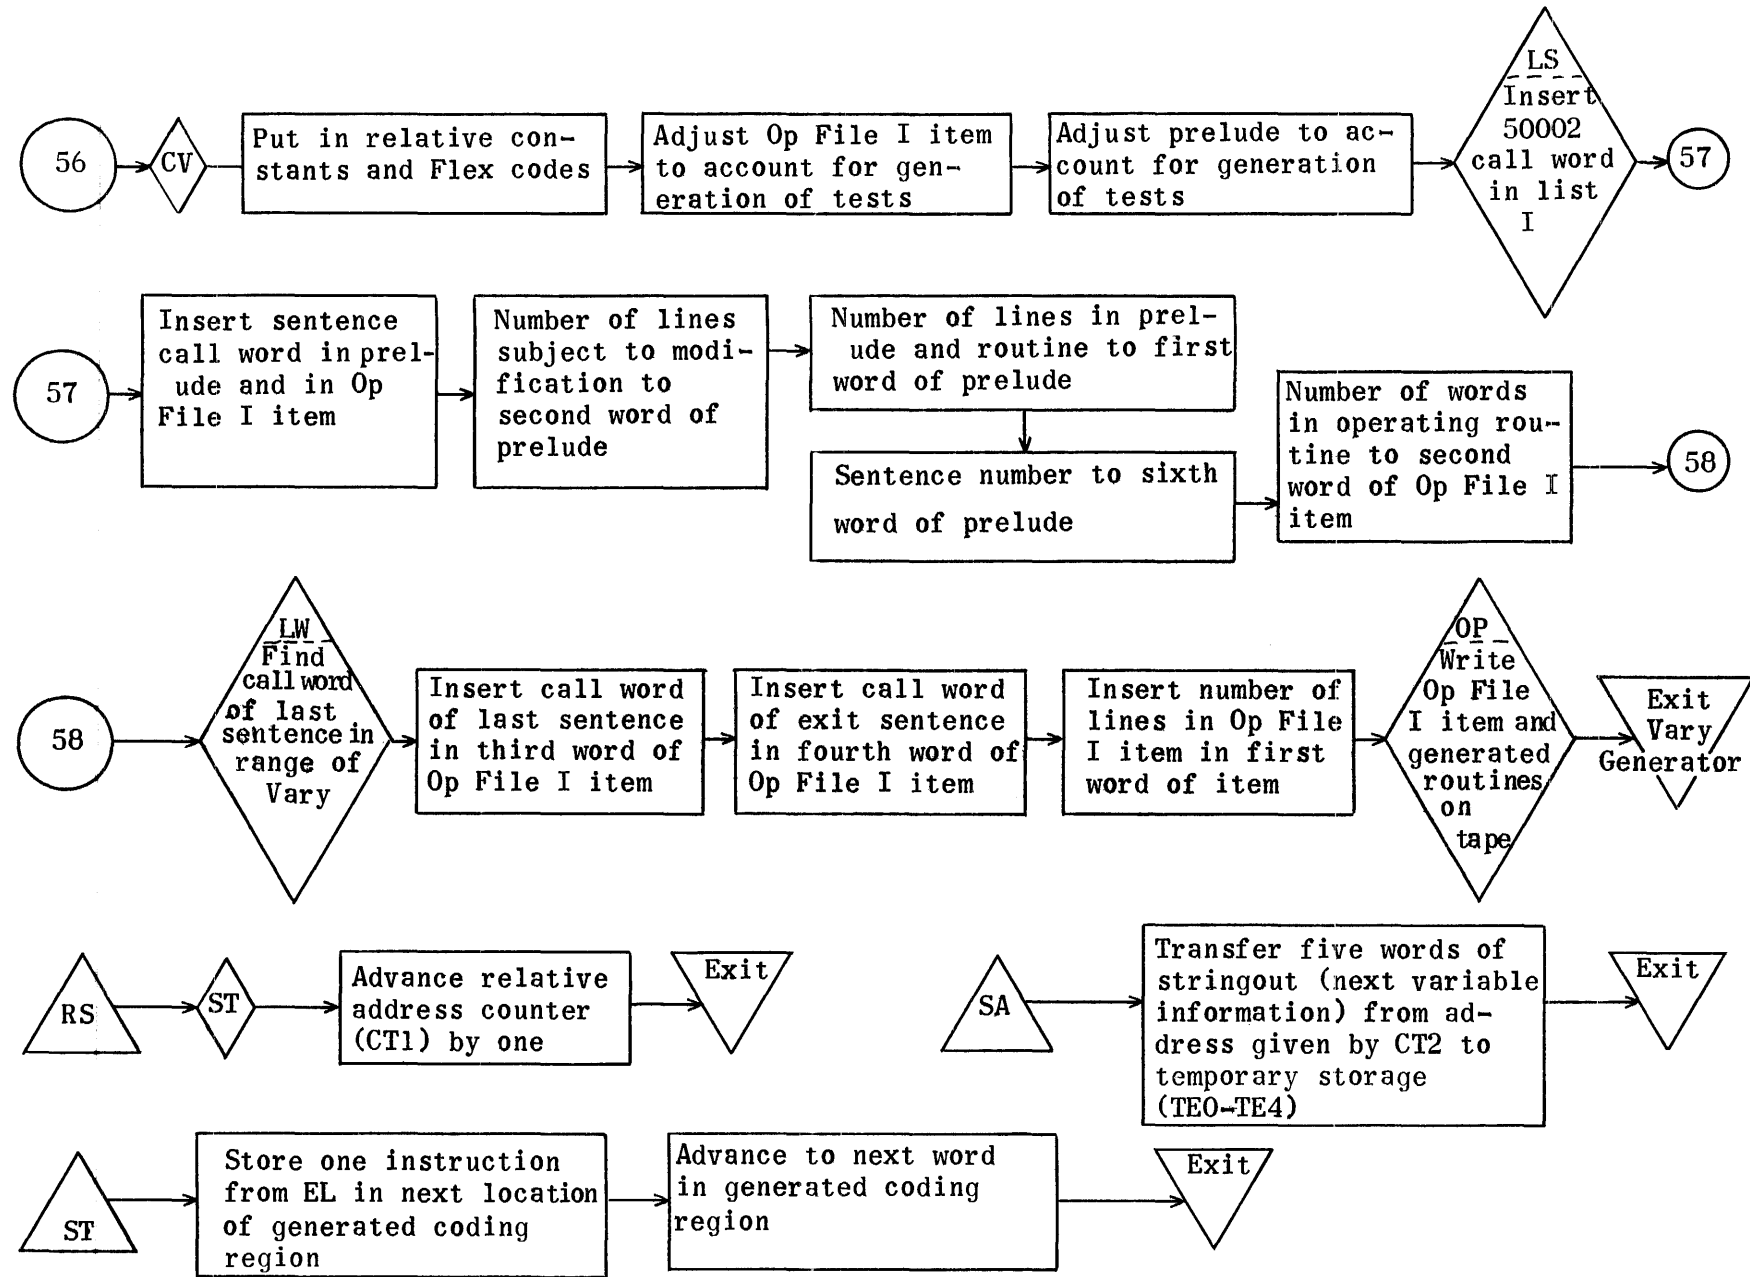 56
CV
Put in relative con-
stants and Flex codes
Adjust Op File I item
to account for gen-
eration of tests
Adjust prelude to ac-
count for generation
of tests
LS
Insert
50002
call word
in list
I
57
57
Insert sentence
call word in prel-
ude and in Op
File I item
Number of lines
subject to modi-
fication to
second word of
prelude
Number of lines in prel-
ude and routine to first
word of prelude
Sentence number to sixth
word of prelude
Number of words
in operating rou-
tine to second
word of Op File I
item
58
58
LW
Find
call word
of last
sentence in
range of
Vary
Insert call word
of last sentence
in third word of
Op File I item
Insert call word
of exit sentence
in fourth word of
Op File I item
Insert number of
lines in Op File
I item in first
word of item
OP
Write
Op File
I item and
generated
routines
on
tape
Exit
Vary
Generator
RS
ST
Advance relative
address counter
(CT1) by one
Exit
SA
Transfer five words of
stringout (next variable
information) from ad-
dress given by CT2 to
temporary storage
(TE0-TE4)
Exit
ST
Store one instruction
from EL in next location
of generated coding
region
Advance to next word
in generated coding
region
Exit